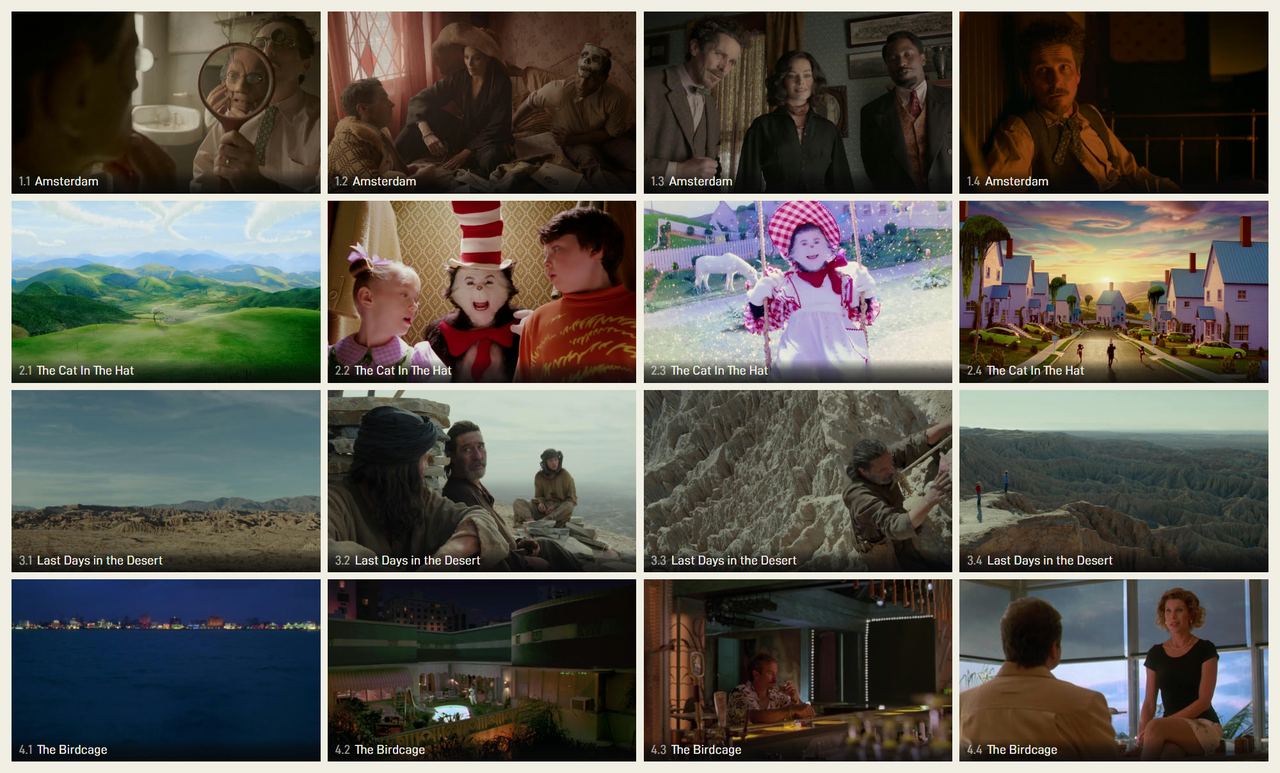 1.1 Amsterdam
1.2 Amsterdam
1.3 Amsterdam
1.4 Amsterdam
2.1 The Cat In The Hat
2.2 The Cat In The Hat
2.3 The Cat In The Hat
2.4 The Cat In The Hat
3.1 Last Days in the Desert
3.2 Last Days in the Desert
3.3 Last Days in the Desert
3.4 Last Days in the Desert
4.1 The Birdcage
4.2 The Birdcage
4.3 The Birdcage
4.4 The Birdcage